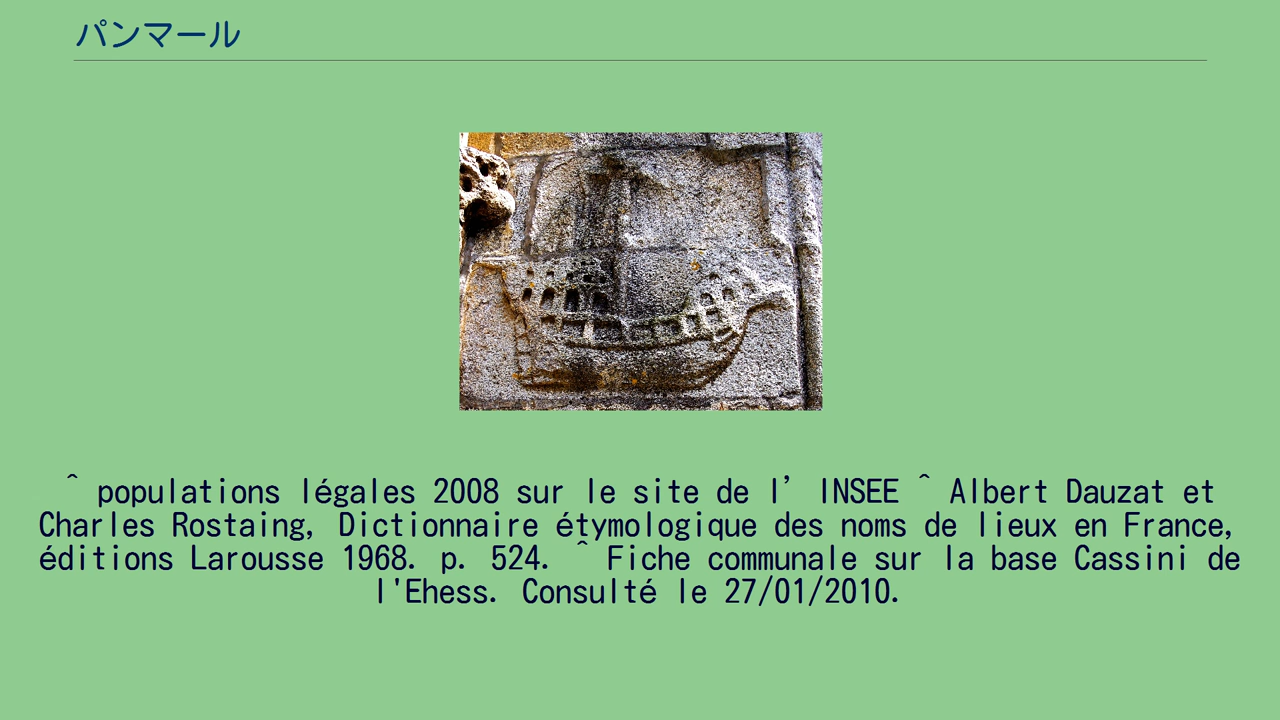 パンマール
^ populations légales 2008 sur le site de l’INSEE ^ Albert Dauzat et
Charles Rostaing, Dictionnaire étymologique des noms de lieux en France,
éditions Larousse 1968. p. 524. ^ Fiche communale sur la base Cassini de
l'Ehess. Consulté le 27/01/2010.